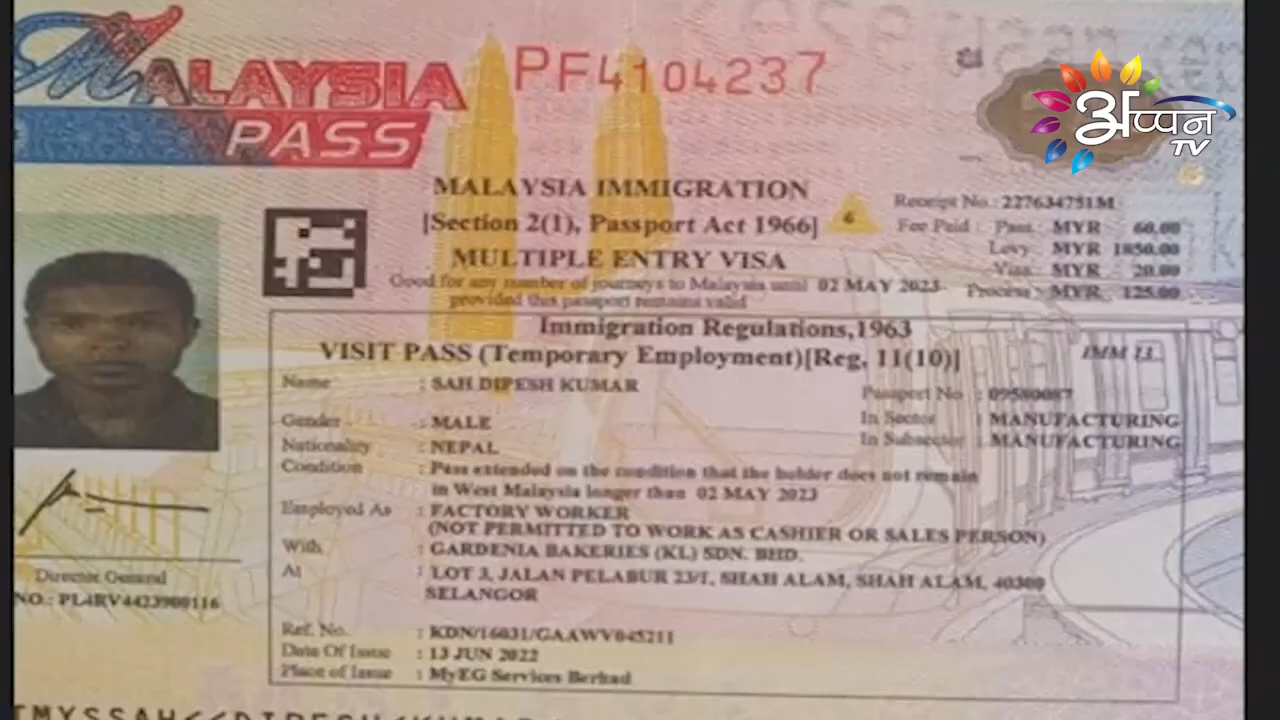 MALAYSIA
PASS
PF4104237
अप्पन
TV
MALAYSIA IMMIGRATION
[Section 2(1), Passport Act 1966]
6
MULTIPLE ENTRY VISA
Good for any number of journeys to Malaysia until 02 MAY 2023
provided this passport remains valid
Receipt No.: 227634751M
Fee Paid : Pass : MYR 60.00
Levy: MYR 1850.00
Visa: MYR 20.00
Process: MYR 125.00
Immigration Regulations,1963
VISIT PASS (Temporary Employment)[Reg. 11(10)]
IMM 13
Name : SAH DIPESH KUMAR
Passport No : 09580087
Gender : MALE
In Sector : MANUFACTURING
Nationality : NEPAL
In Subsector : MANUFACTURING
Condition : Pass extended on the condition that the holder does not remain
in West Malaysia longer than 02 MAY 2023
Employed As : FACTORY WORKER
(NOT PERMITTED TO WORK AS CASHIER OR SALES PERSON)
With : GARDENIA BAKERIES (KL) SDN. BHD.
At : LOT 3, JALAN PELABUR 23/1, SHAH ALAM, SHAH ALAM, 40300
SELANGOR
Director General
NO.: PL4RV4423900116
Ref. No. : KDN/16031/GAAWV045211
Date Of Issue : 13 JUN 2022
Place of Issue : MyEG Services Berhad